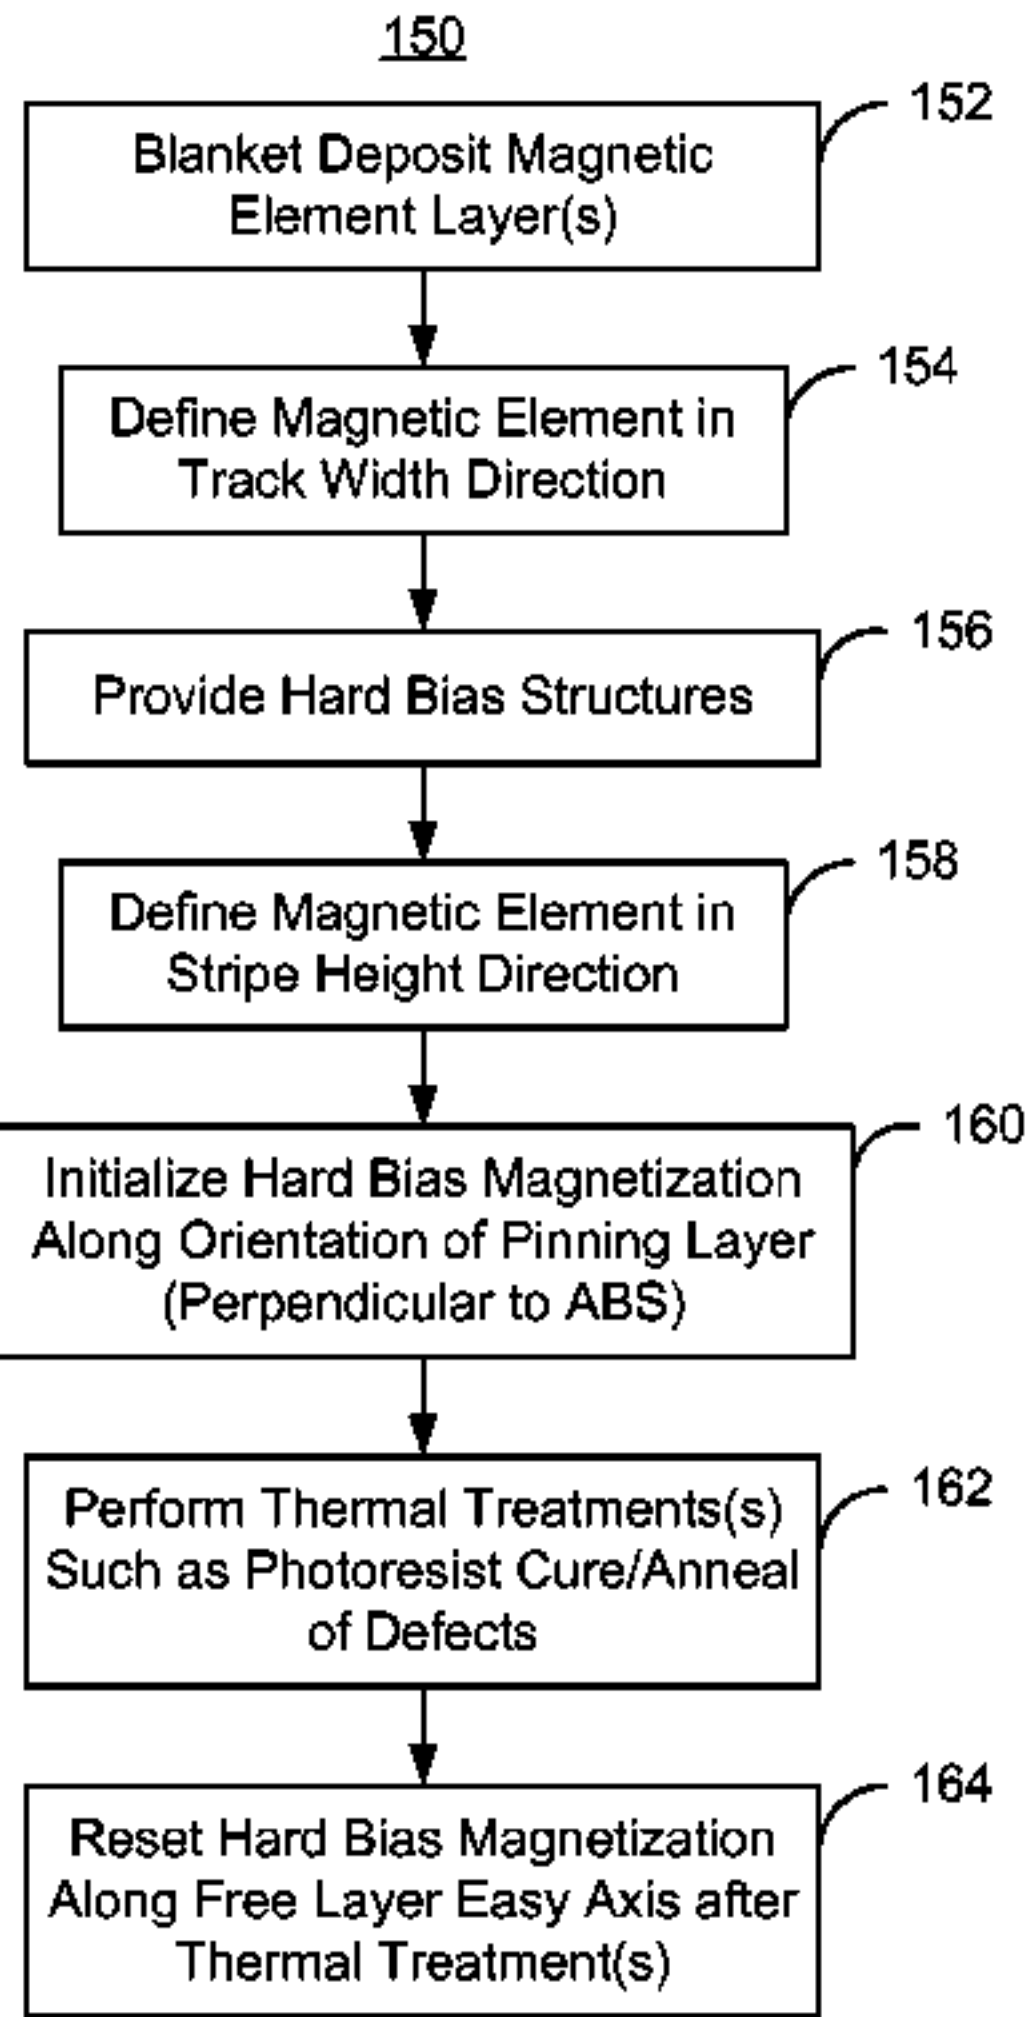 150
152
Blanket Deposit Magnetic
Element Layer(s)
154
Define Magnetic Element in
Track Width Direction
156
Provide Hard Bias Structures
158
Define Magnetic Element in
Stripe Height Direction
160
Initialize Hard Bias Magnetization
Along Orientation of Pinning Layer
(Perpendicular to ABS)
162
Perform Thermal Treatments(s)
Such as Photoresist Cure/Anneal
of Defects
164
Reset Hard Bias Magnetization
Along Free Layer Easy Axis after
Thermal Treatment(s)